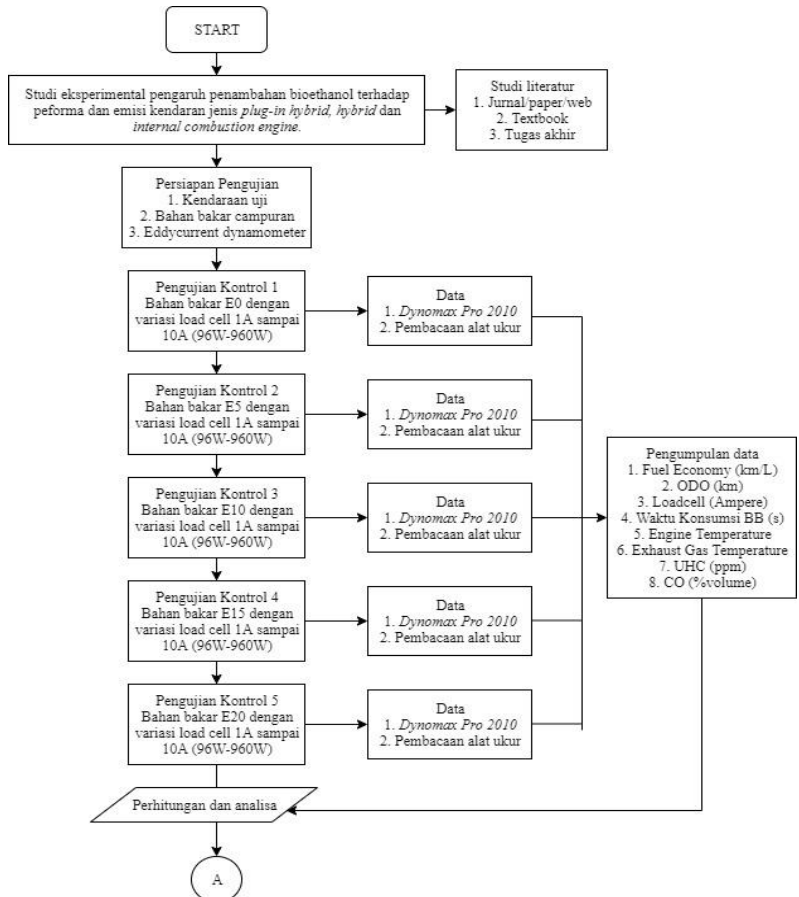 START
Studi eksperimental pengaruh penambahan bioethanol terhadap
peforma dan emisi kendaran jenis plug-in hybrid, hybrid dan
internal combustion engine.
Studi literatur
1. Jurnal/paper/web
2. Textbook
3. Tugas akhir
Persiapan Pengujian
1. Kendaraan uji
2. Bahan bakar campuran
3. Eddycurrent dynamometer
Pengujian Kontrol 1
Bahan bakar E0 dengan
variasi load cell 1A sampai
10A (96W-960W)
Data
1. Dynomax Pro 2010
2. Pembacaan alat ukur
Pengujian Kontrol 2
Bahan bakar E5 dengan
variasi load cell 1A sampai
10A (96W-960W)
Data
1. Dynomax Pro 2010
2. Pembacaan alat ukur
Pengujian Kontrol 3
Bahan bakar E10 dengan
variasi load cell 1A sampai
10A (96W-960W)
Data
1. Dynomax Pro 2010
2. Pembacaan alat ukur
Pengujian Kontrol 4
Bahan bakar E15 dengan
variasi load cell 1A sampai
10A (96W-960W)
Data
1. Dynomax Pro 2010
2. Pembacaan alat ukur
Pengujian Kontrol 5
Bahan bakar E20 dengan
variasi load cell 1A sampai
10A (96W-960W)
Data
1. Dynomax Pro 2010
2. Pembacaan alat ukur
Pengumpulan data
1. Fuel Economy (km/L)
2. ODO (km)
3. Loadcell (Ampere)
4. Waktu Konsumsi BB (s)
5. Engine Temperature
6. Exhaust Gas Temperature
7. UHC (ppm)
8. CO (%volume)
Perhitungan dan analisa
A